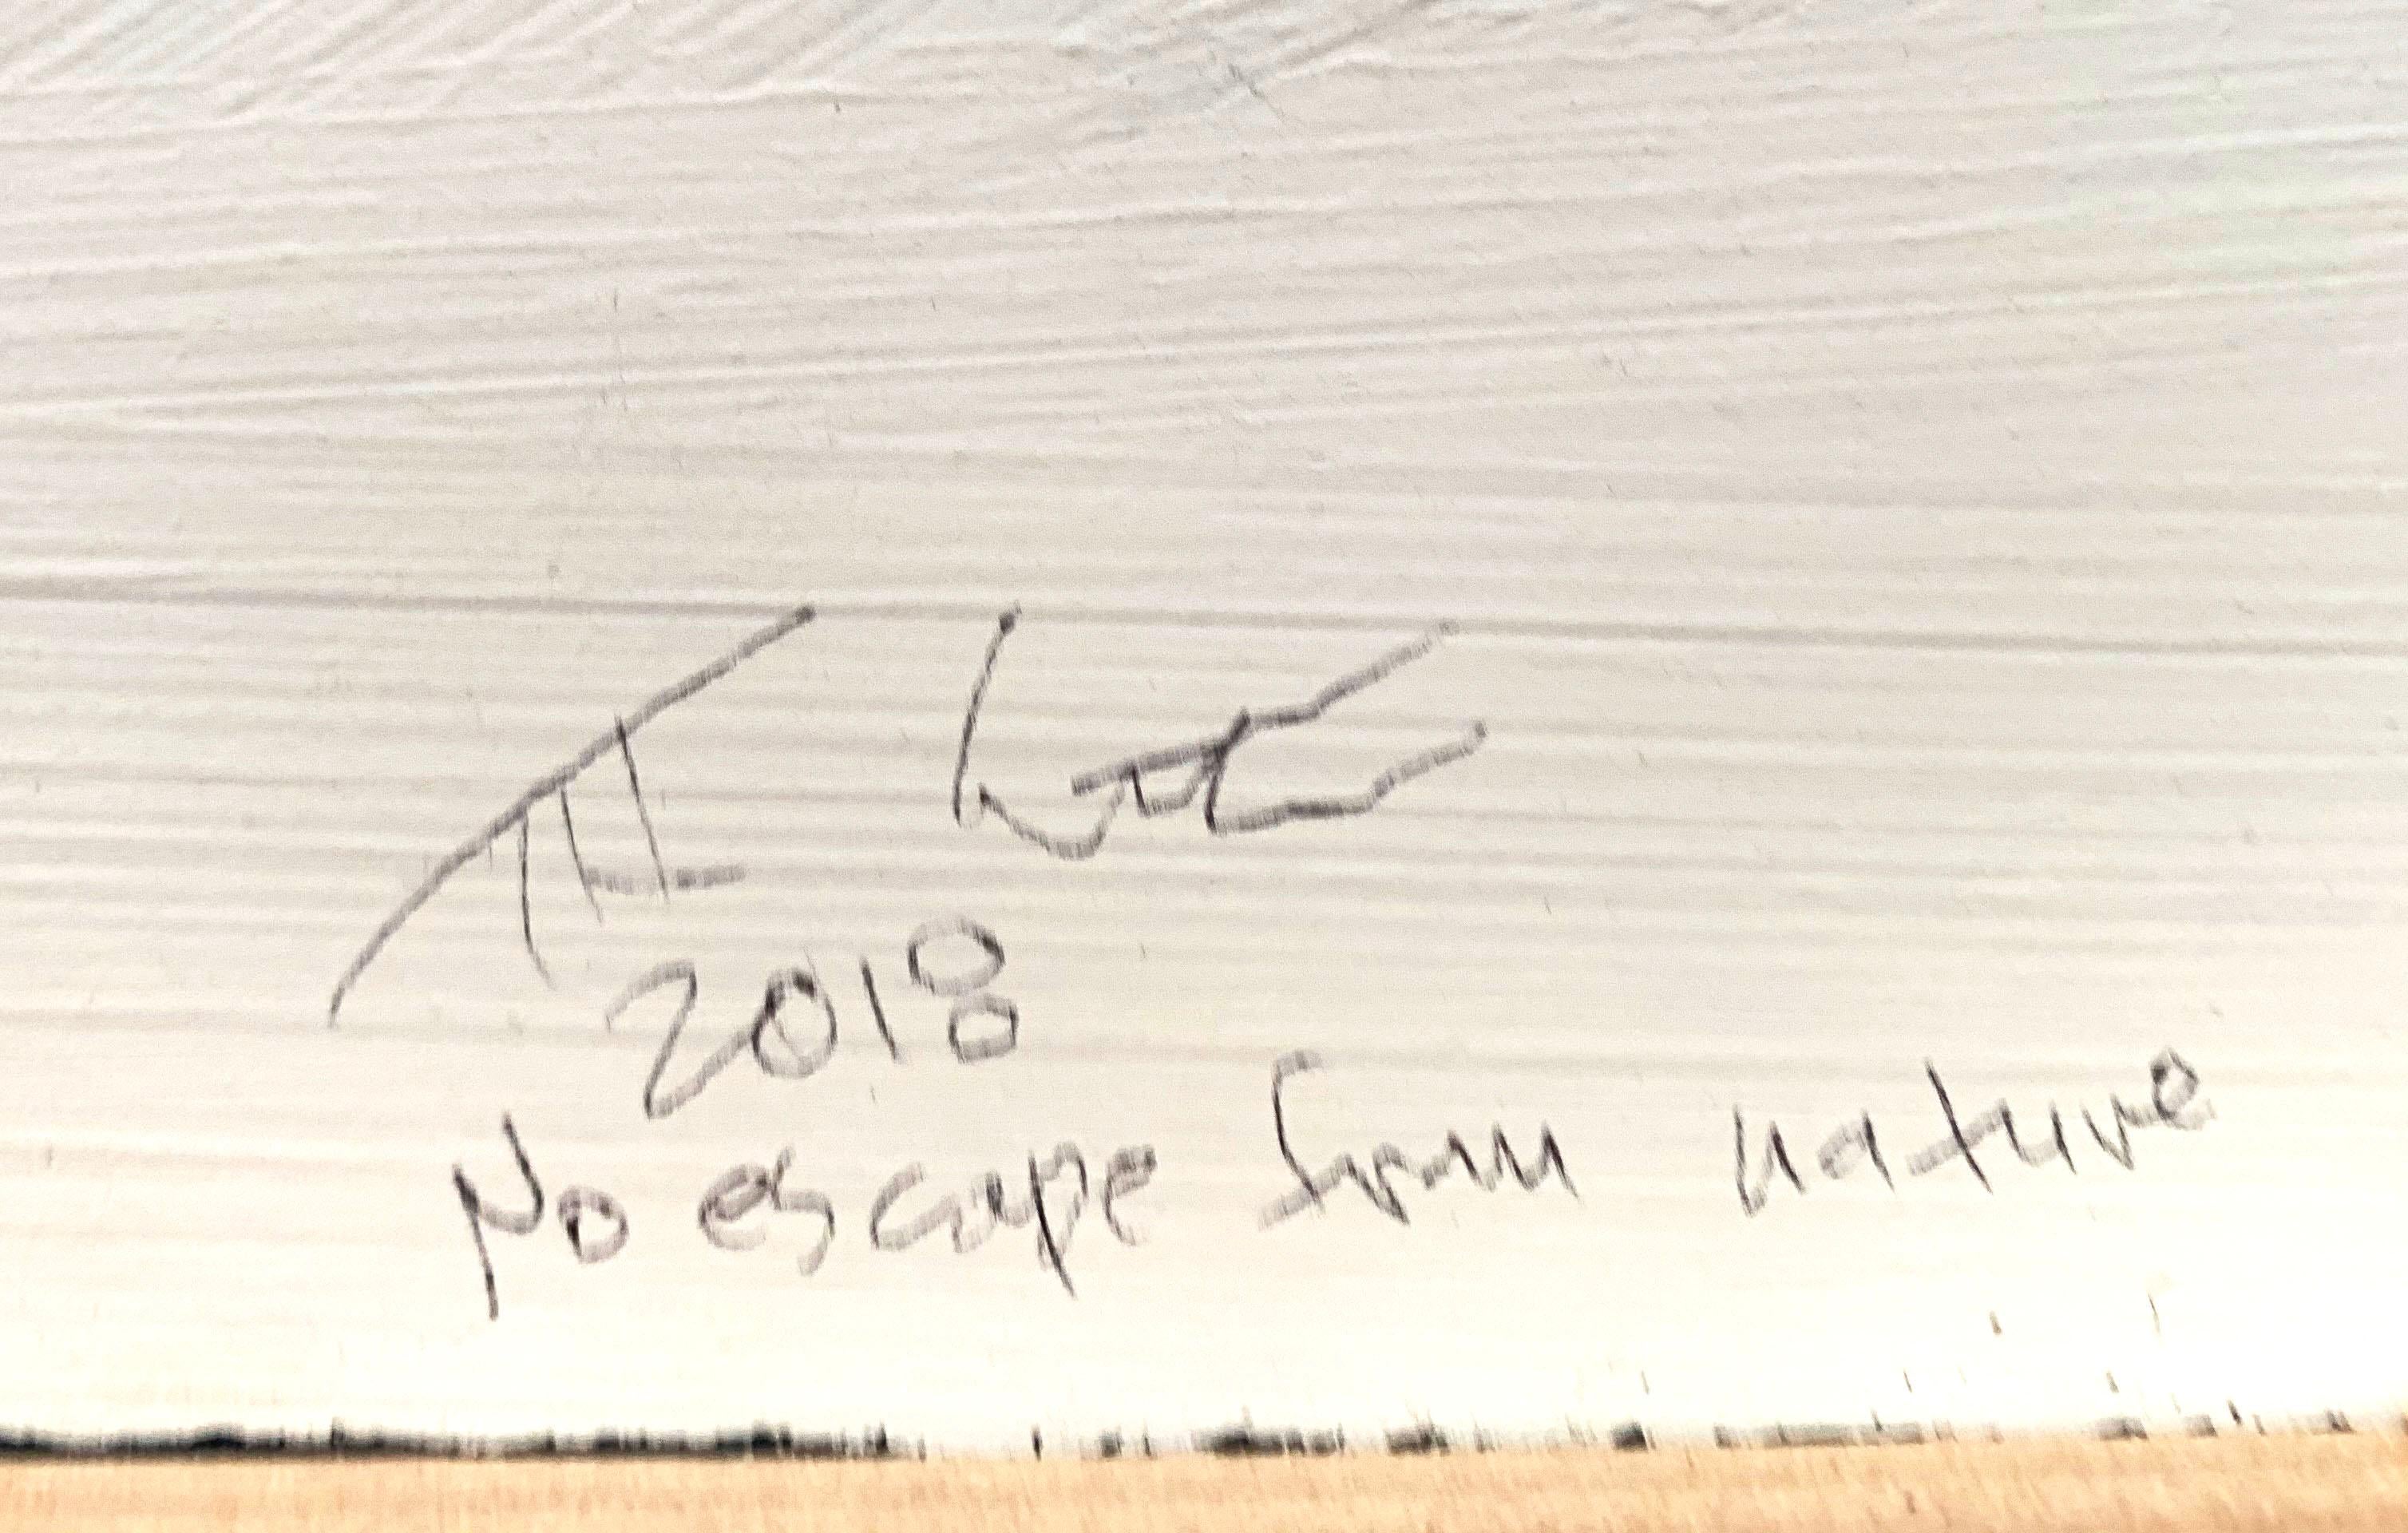 2018
No escape from nature